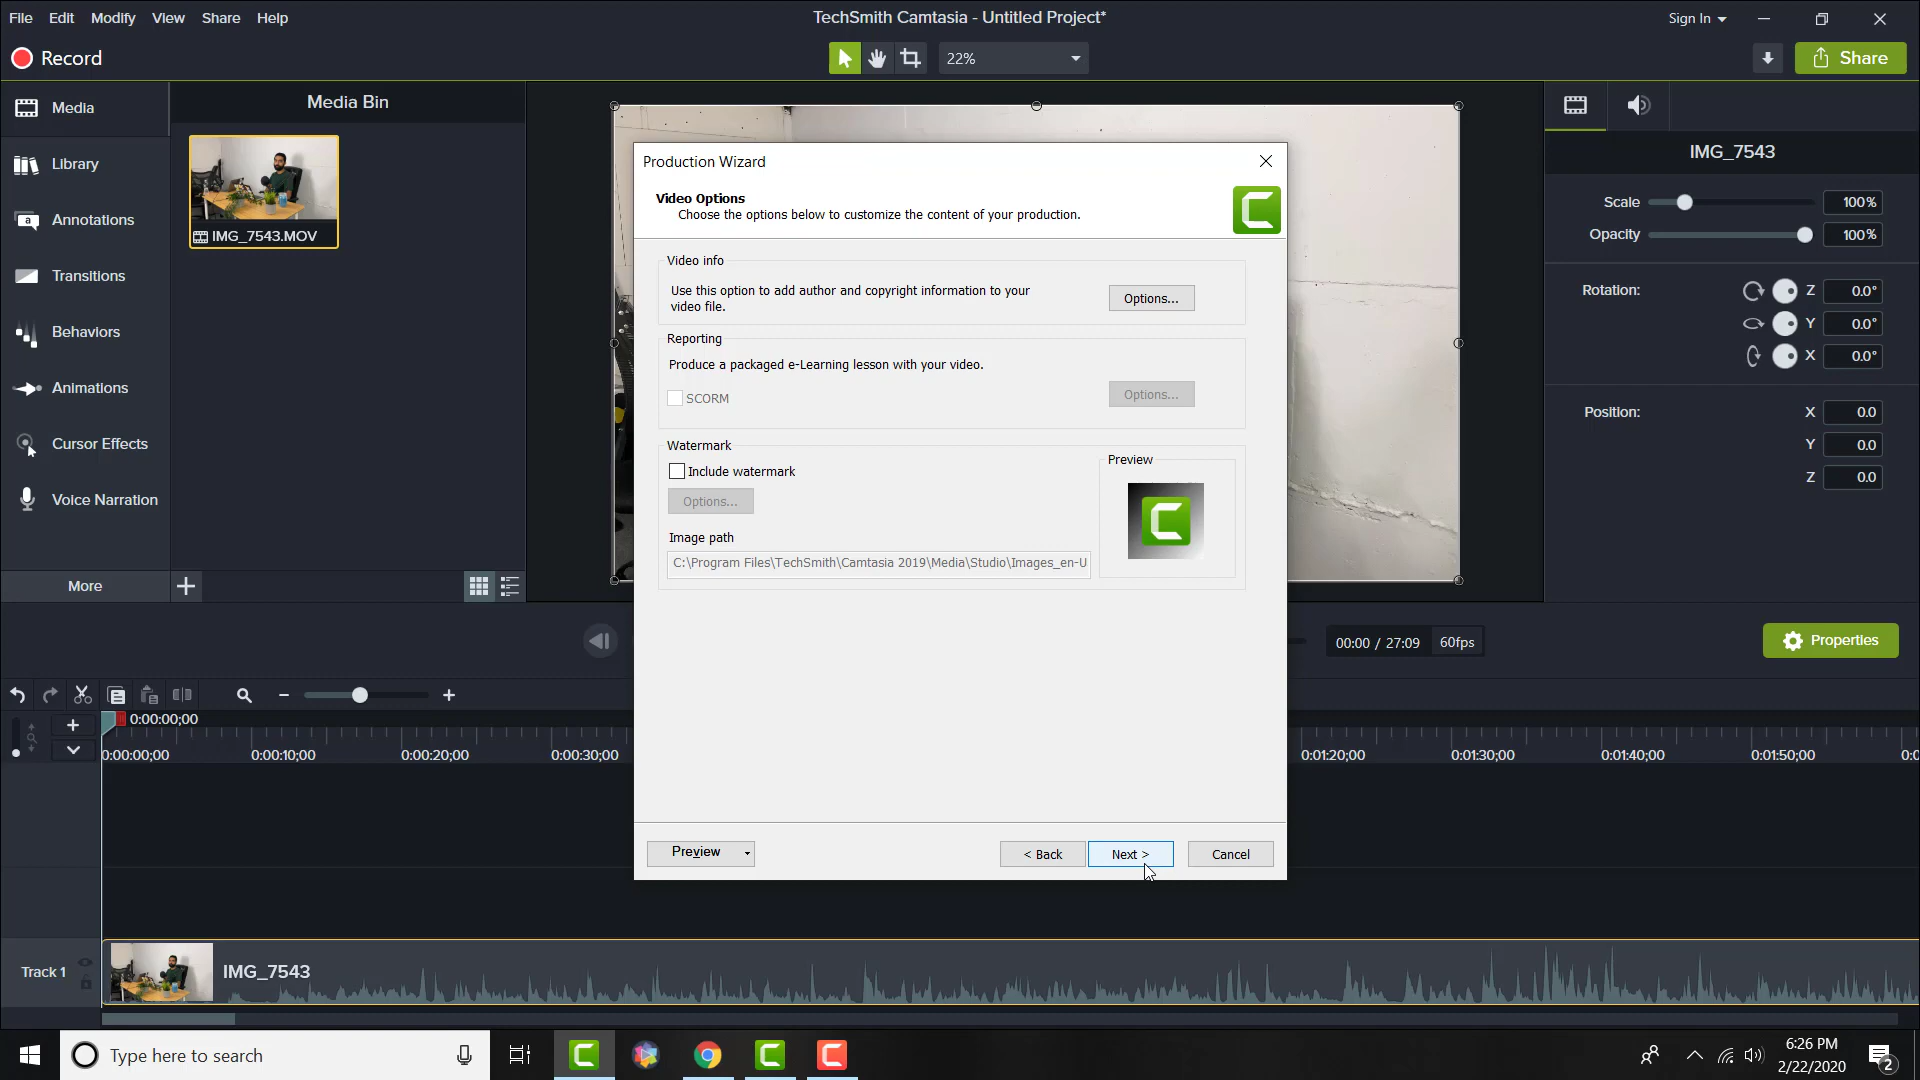 File Edit Modify View Share Help
TechSmith Camtasia - Untitled Project*
Sign In
Record
22%
Share
Media
Library
Annotations
Transitions
Behaviors
Animations
Cursor Effects
Voice Narration
More
Media Bin
IMG_7543.MOV
Production Wizard
Video Options
Choose the options below to customize the content of your production.
Video info
Use this option to add author and copyright information to your
video file.
Options...
Reporting
Produce a packaged e-Learning lesson with your video.
SCORM
Options...
Watermark
Include watermark
Options...
Preview
Image path
C:\Program Files\TechSmith\Camtasia 2019\Media\Studio\Images_en-U
Preview
< Back
Next >
Cancel
IMG_7543
Scale 100%
Opacity 100%
Rotation: Z 0.0°
Y 0.0°
X 0.0°
Position: X 0.0
Y 0.0
Z 0.0
00:00 / 27:09 60fps
Properties
0:00:00;00
0:00:00;00 0:00:10;00 0:00:20;00 0:00:30;00 0:01:20;00 0:01:30;00 0:01:40;00 0:01:50;00 0:0
Track 1
IMG_7543
Type here to search
6:26 PM
2/22/2020
2